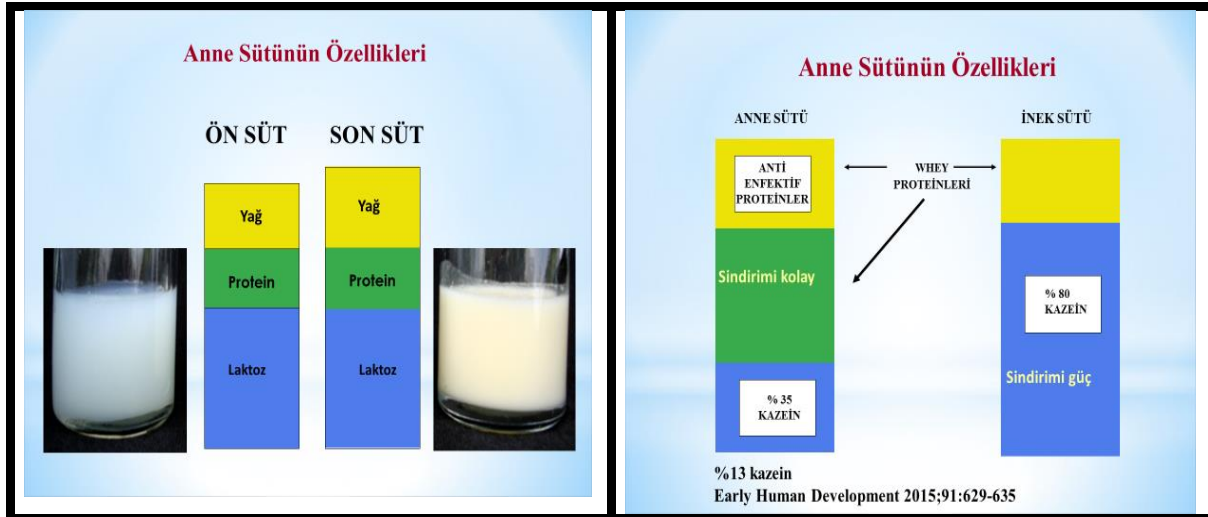 Anne Sütünün Özellikleri
ÖN SÜT
SON SÜT
Yağ
Protein
Laktoz
Yağ
Protein
Laktoz
Anne Sütünün Özellikleri
ANNE SÜTÜ
İNEK SÜTÜ
ANTİ
ENFEKTİF
PROTEİNLER
WHEY
PROTEİNLERİ
Sindirimi kolay
% 80
KAZEİN
Sindirimi güç
% 35
KAZEİN
%13 kazein
Early Human Development 2015;91:629-635